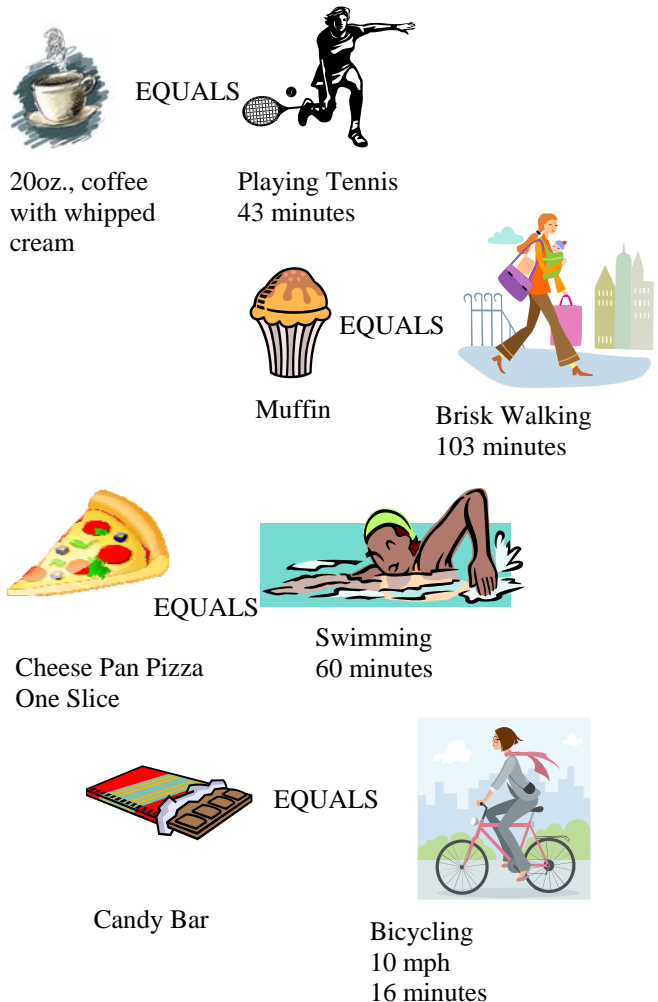 EQUALS
20oz., coffee
with whipped
cream
Playing Tennis
43 minutes
EQUALS
Muffin
Brisk Walking
103 minutes
EQUALS
Cheese Pan Pizza
One Slice
Swimming
60 minutes
EQUALS
Candy Bar
Bicycling
10 mph
16 minutes